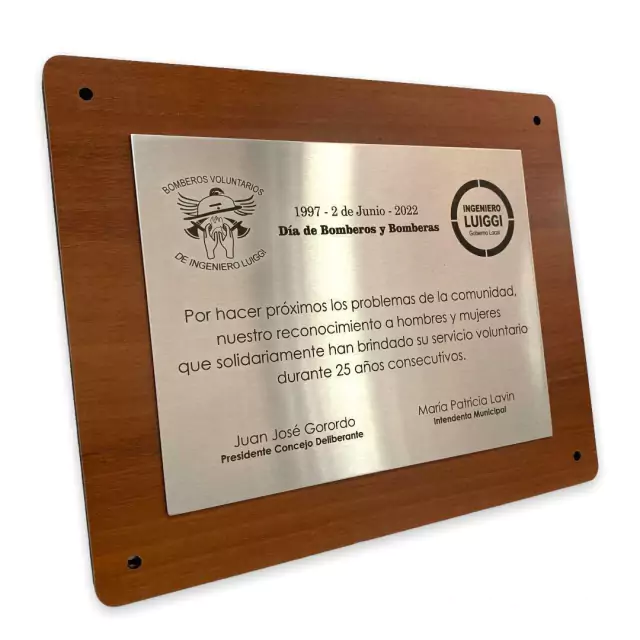 BOMBEROS VOLUNTARIOS
DE INGENIERO LUIGGI
1997 - 2 de Junio - 2022
Día de Bomberos y Bomberas
INGENIERO
LUIGGI
Gobierno Local
Por hacer próximos los problemas de la comunidad,
nuestro reconocimiento a hombres y mujeres
que solidariamente han brindado su servicio voluntario
durante 25 años consecutivos.
Juan José Gorordo
Presidente Concejo Deliberante
María Patricia Lavin
Intendenta Municipal